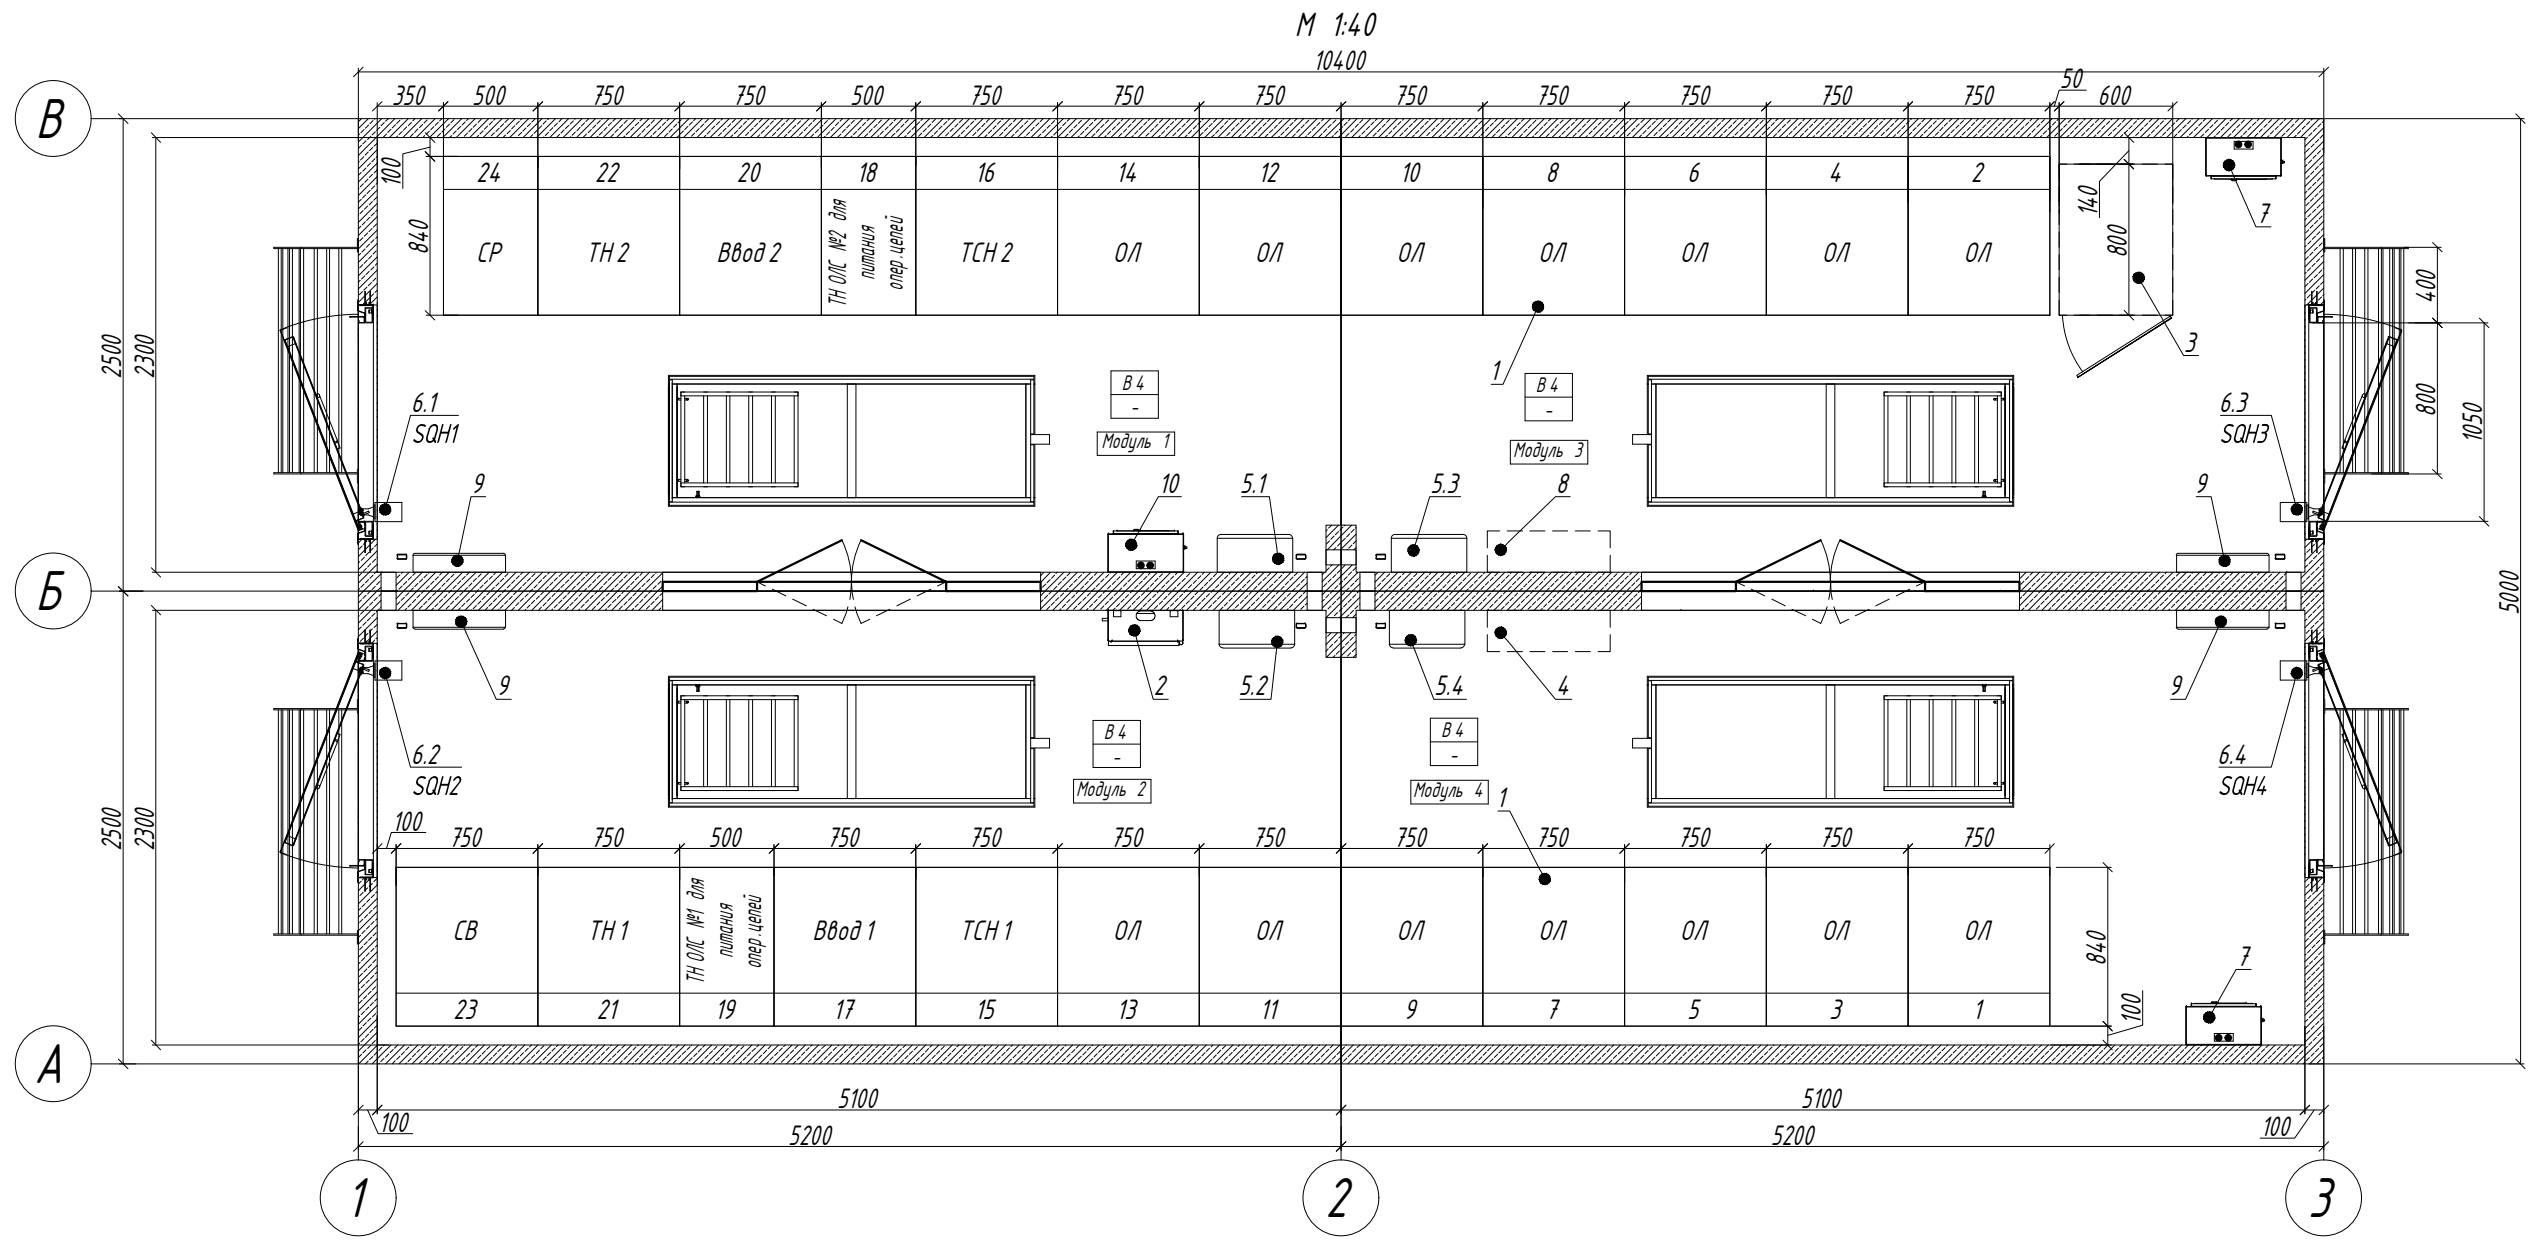 М 1:40
10400
350 500 750 750 500 750 750 750 750 750 750 750 750 50 600
В
100
24 22 20 18 16 14 12 10 8 6 4 2
840
СР ТН 2 Ввод 2 ТН ОЛС №2 для питания опер.цепей ТСН 2 ОЛ ОЛ ОЛ ОЛ ОЛ ОЛ ОЛ
140
800
7
3
1
400
800
1050
2500
2300
В 4
-
Модуль 1
В 4
-
Модуль 3
6.1
SQH1
6.3
SQH3
9 10 5.1 5.3 8 9
Б
5000
9 2 5.2 5.4 4 9
6.2
SQH2
В 4
-
Модуль 2
В 4
-
Модуль 4
6.4
SQH4
1
2500
2300
100
750 750 500 750 750 750 750 750 750 750 750 750
СВ ТН 1 ТН ОЛС №1 для питания опер.цепей Ввод 1 ТСН 1 ОЛ ОЛ ОЛ ОЛ ОЛ ОЛ ОЛ
840
7
23 21 19 17 15 13 11 9 7 5 3 1
100
А
5100 5100
100 100
5200 5200
1 2 3